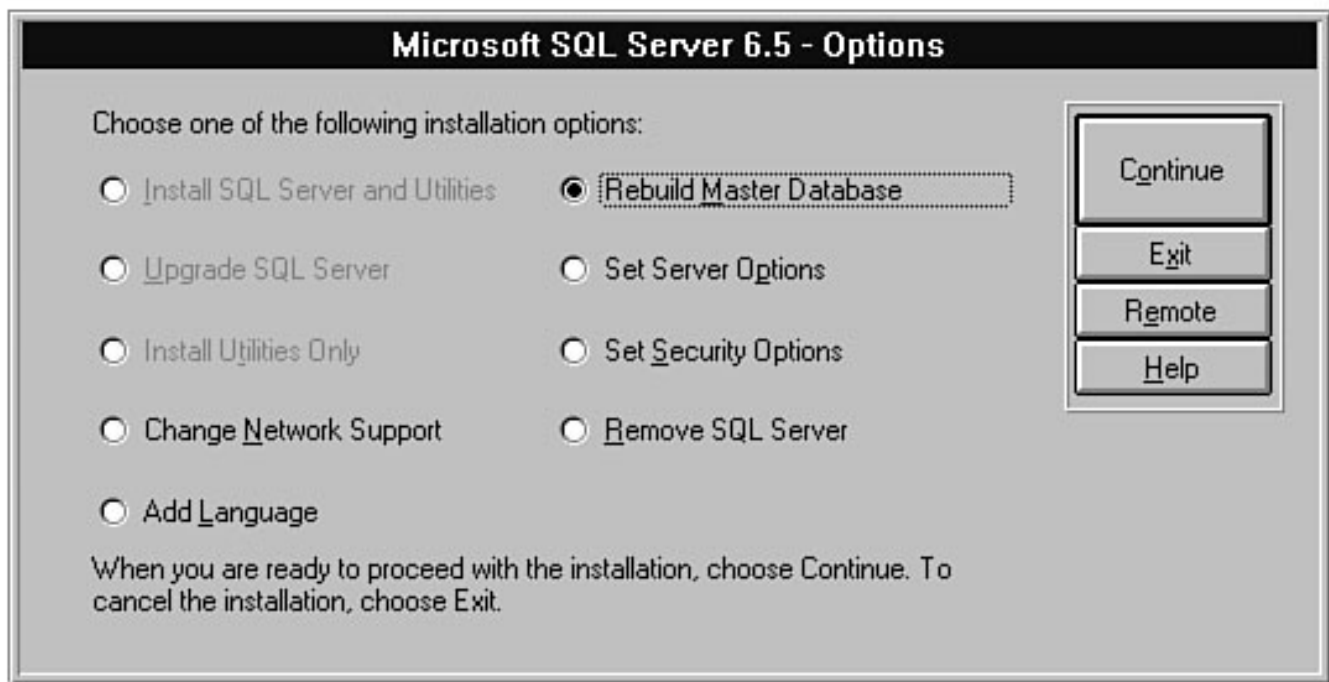 Microsoft SQL Server 6.5 - Options
Choose one of the following installation options:
Install SQL Server and Utilities
Rebuild Master Database
Upgrade SQL Server
Set Server Options
Install Utilities Only
Set Security Options
Change Network Support
Remove SQL Server
Add Language
When you are ready to proceed with the installation, choose Continue. To
cancel the installation, choose Exit.
Continue
Exit
Remote
Help